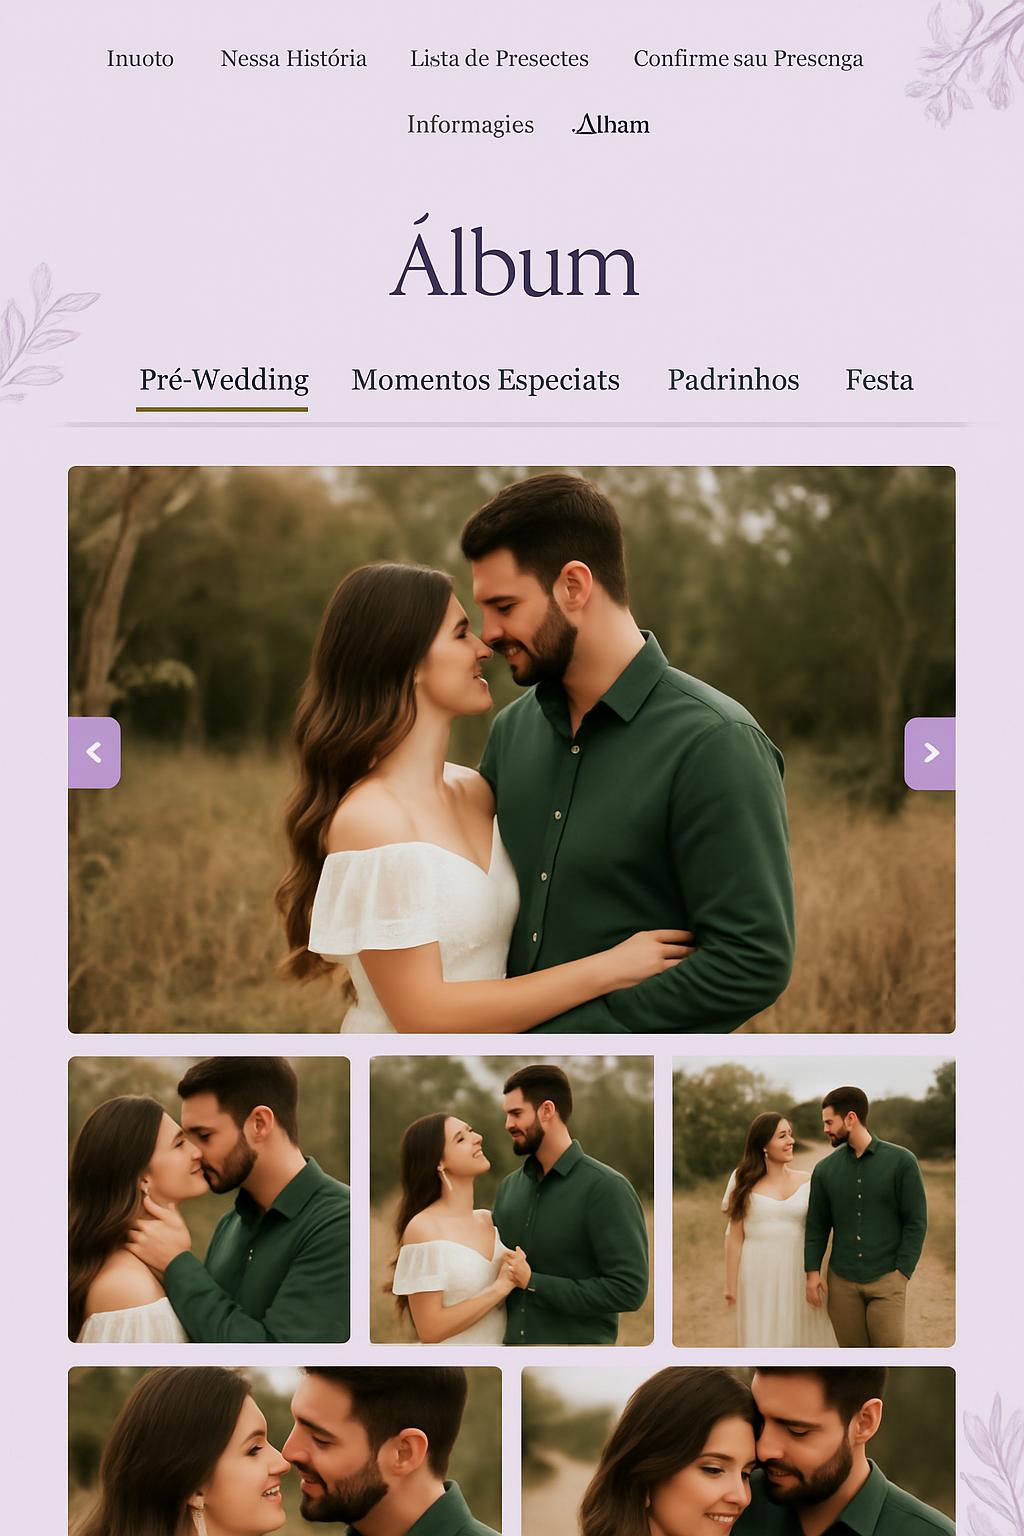 Inuoto Nessa História Lista de Presectes Confirme sau Prescnga
Informagies .Alham
Álbum
Pré-Wedding Momentos Especiats Padrinhos Festa